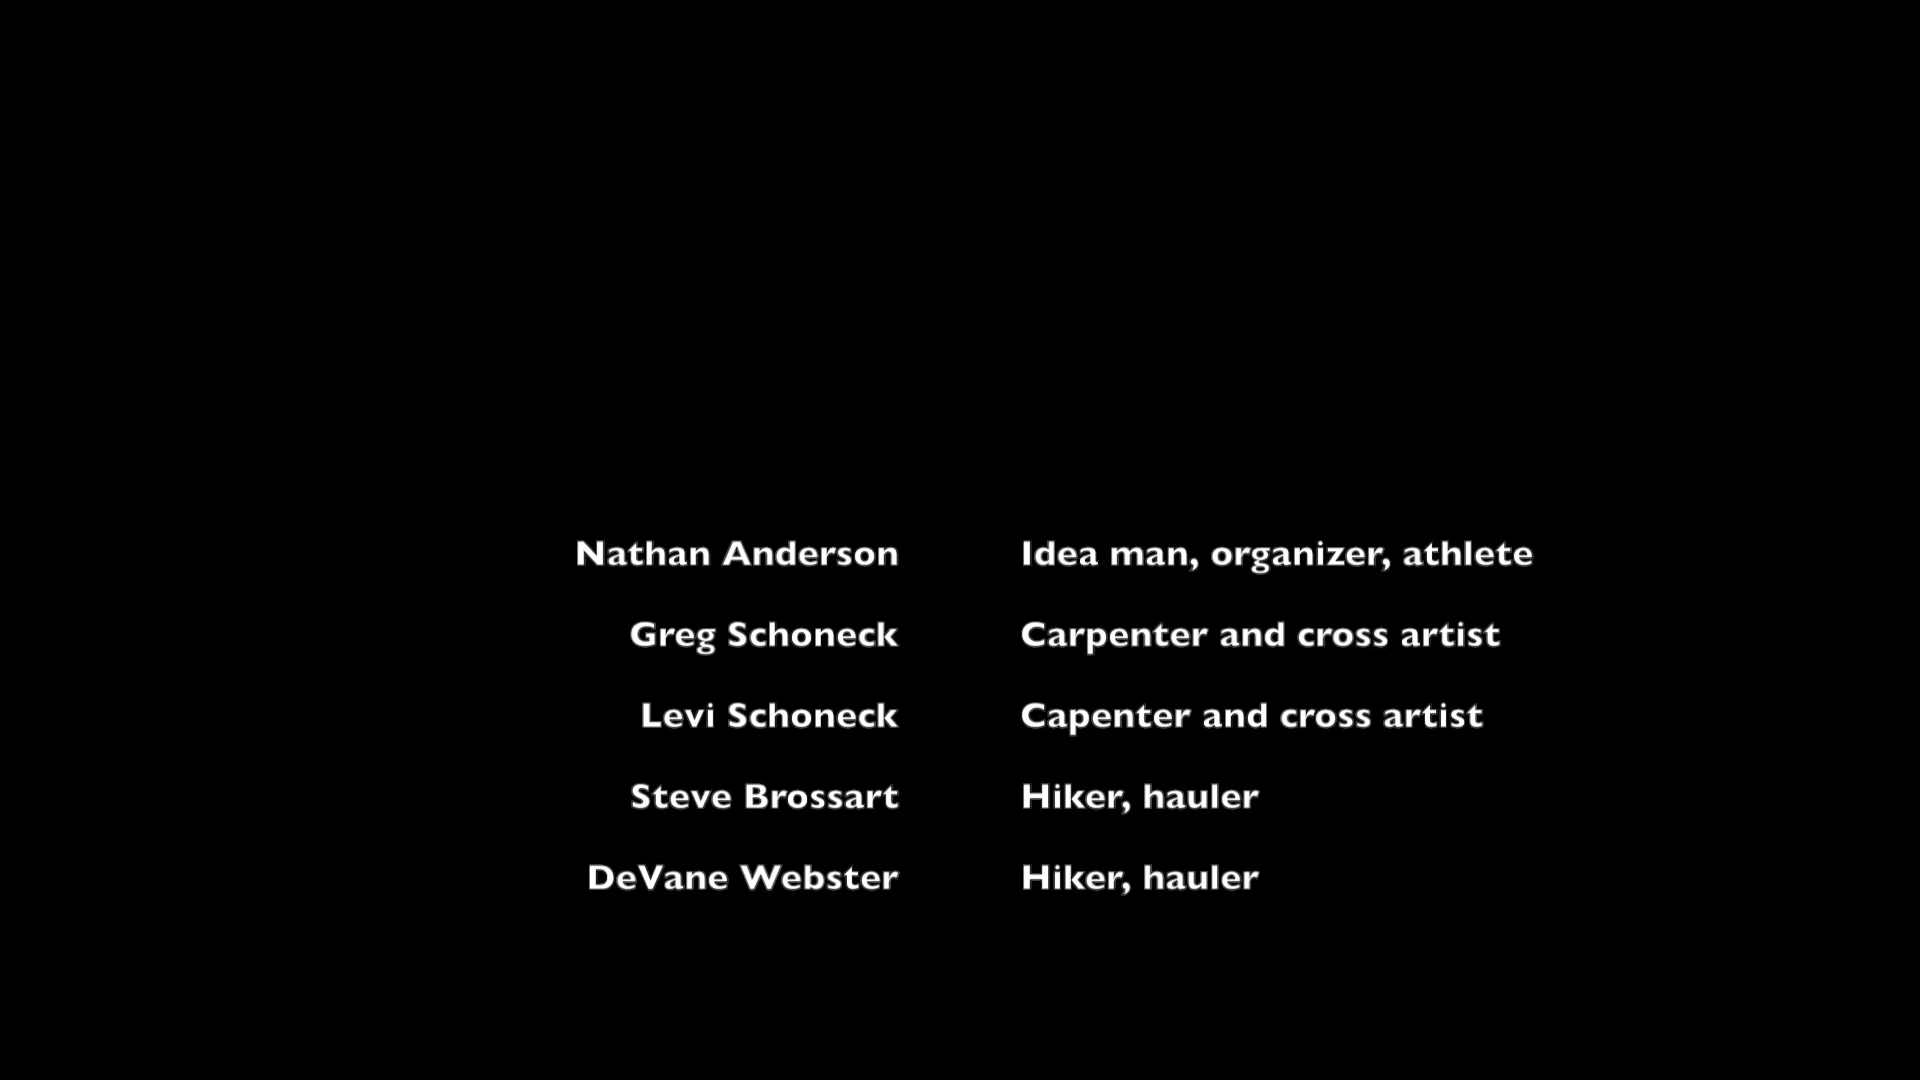 Nathan Anderson Idea man, organizer, athlete
Greg Schoneck Carpenter and cross artist
Levi Schoneck Capenter and cross artist
Steve Brossart Hiker, hauler
DeVane Webster Hiker, hauler